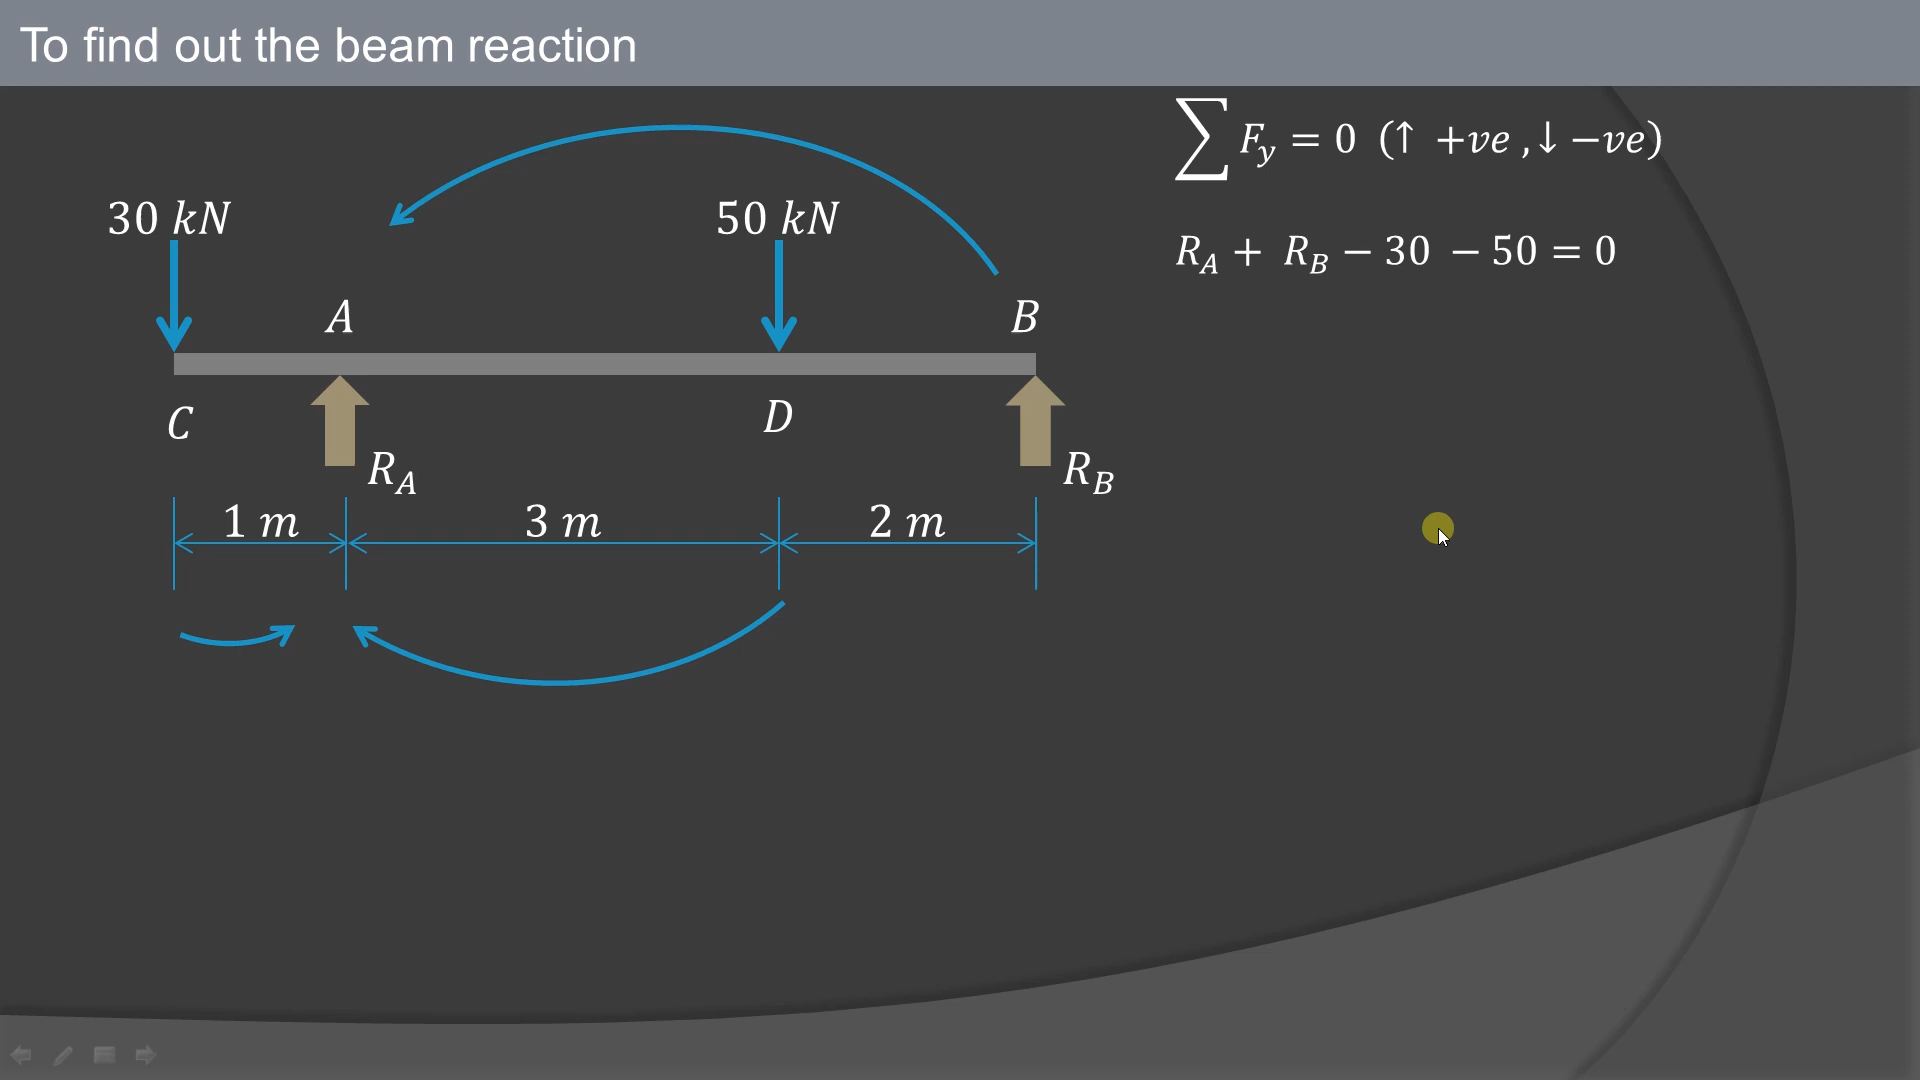 To find out the beam reaction
∑ F_y = 0 (↑ +ve ,↓ −ve)
30 kN 50 kN
R_A + R_B − 30 − 50 = 0
A B
C D
R_A R_B
1 m 3 m 2 m